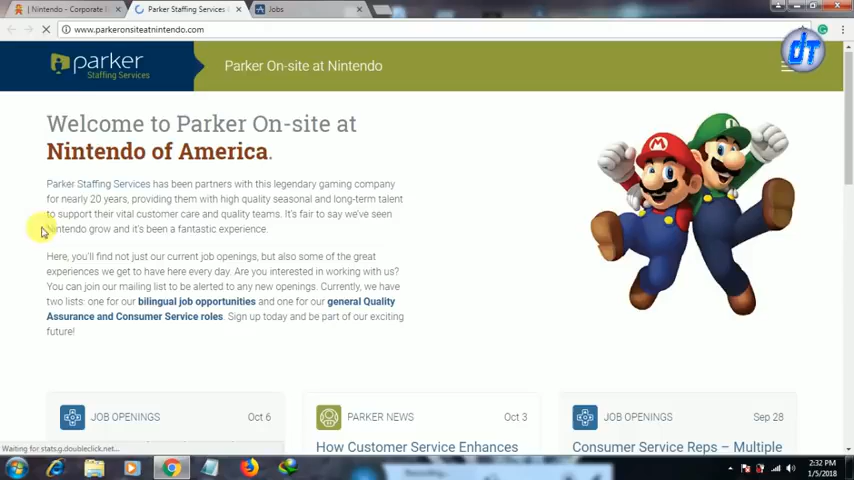 | Nintendo - Corporate I
Parker Staffing Services (
Jobs
www.parkeronsiteatnintendo.com
dt
parker
Staffing Services
Parker On-site at Nintendo
Welcome to Parker On-site at
Nintendo of America.
Parker Staffing Services has been partners with this legendary gaming company
for nearly 20 years, providing them with high quality seasonal and long-term talent
to support their vital customer care and quality teams. It's fair to say we've seen
Nintendo grow and it's been a fantastic experience.
Here, you'll find not just our current job openings, but also some of the great
experiences we get to have here every day. Are you interested in working with us?
You can join our mailing list to be alerted to any new openings. Currently, we have
two lists: one for our bilingual job opportunities and one for our general Quality
Assurance and Consumer Service roles. Sign up today and be part of our exciting
future!
JOB OPENINGS Oct 6
PARKER NEWS Oct 3
How Customer Service Enhances
JOB OPENINGS Sep 28
Consumer Service Reps – Multiple
Waiting for stats.g.doubleclick.net...
Recording...
2:32 PM
1/5/2018